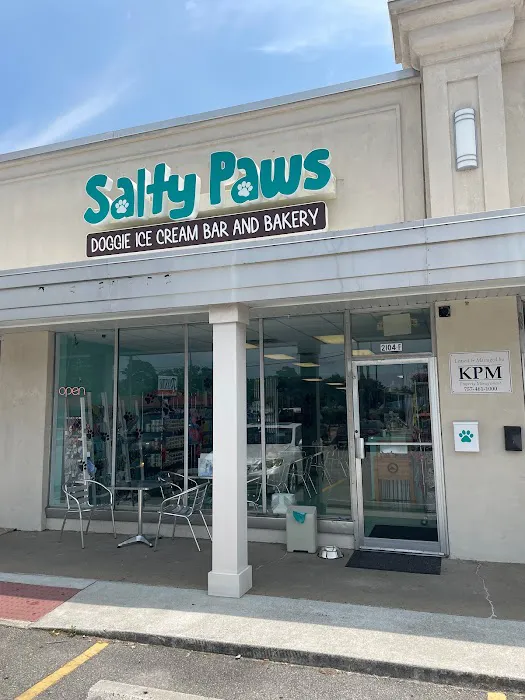 Salty Paws
DOGGIE ICE CREAM BAR AND BAKERY
2104-F
open
KPM